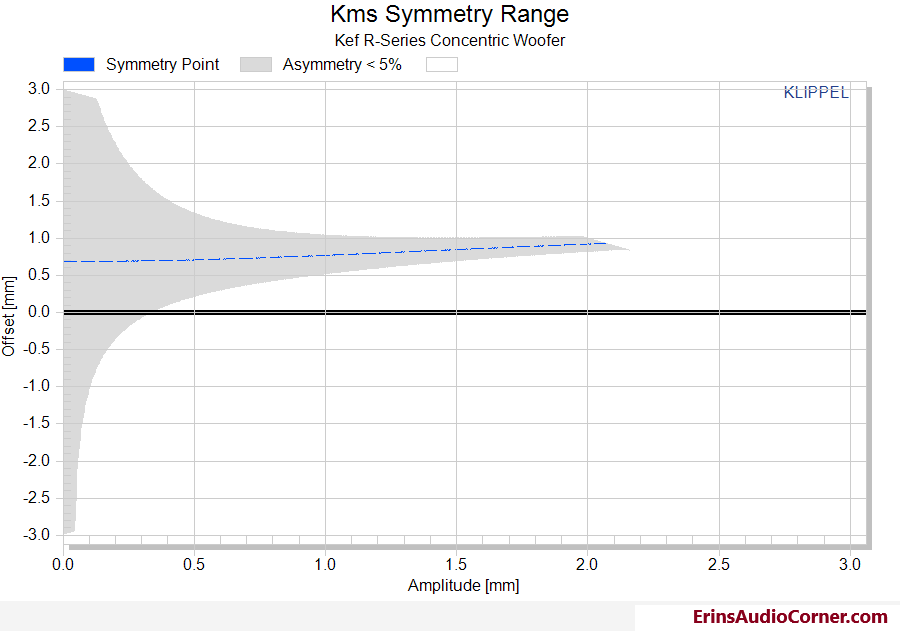 Kms Symmetry Range
Kef R-Series Concentric Woofer
Symmetry Point Asymmetry < 5%
KLIPPEL
3.0
2.5
2.0
1.5
1.0
0.5
0.0
-0.5
-1.0
-1.5
-2.0
-2.5
-3.0
Offset [mm]
0.0 0.5 1.0 1.5 2.0 2.5 3.0
Amplitude [mm]
ErinsAudioCorner.com